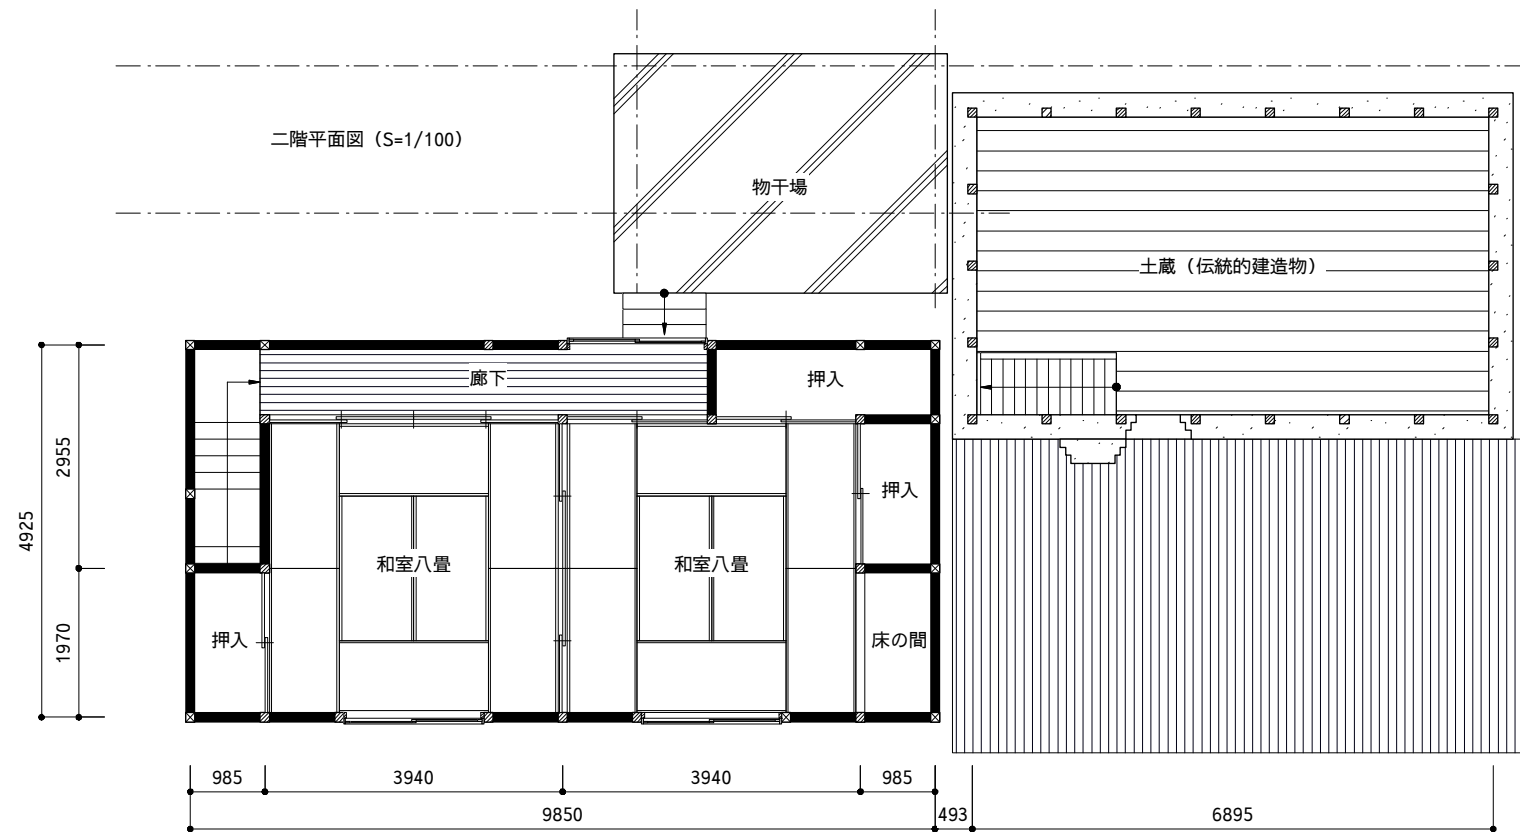 二階平面図（S=1/100）
物干場
土蔵（伝統的建造物）
廊下
押入
押入
和室八畳
和室八畳
押入
床の間
2955
4925
1970
985
3940
3940
985
9850
493
6895